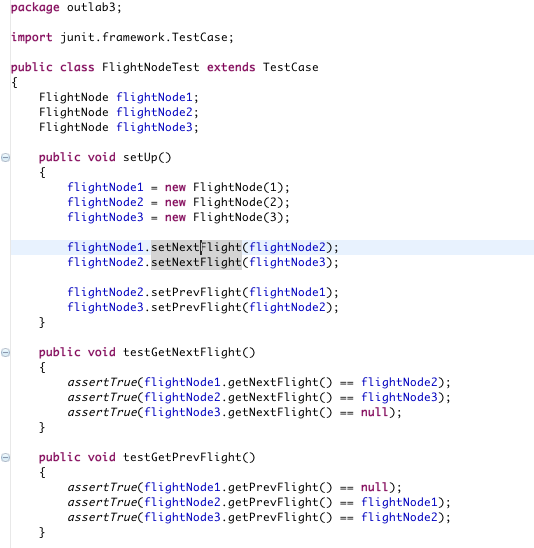 package outlab3;
import junit.framework.TestCase;
public class FlightNodeTest extends TestCase
{
FlightNode flightNode1;
FlightNode flightNode2;
FlightNode flightNode3;
public void setUp()
{
flightNode1 = new FlightNode(1);
flightNode2 = new FlightNode(2);
flightNode3 = new FlightNode(3);
flightNode1.setNextFlight(flightNode2);
flightNode2.setNextFlight(flightNode3);
flightNode2.setPrevFlight(flightNode1);
flightNode3.setPrevFlight(flightNode2);
}
public void testGetNextFlight()
{
assertTrue(flightNode1.getNextFlight() == flightNode2);
assertTrue(flightNode2.getNextFlight() == flightNode3);
assertTrue(flightNode3.getNextFlight() == null);
}
public void testGetPrevFlight()
{
assertTrue(flightNode1.getPrevFlight() == null);
assertTrue(flightNode2.getPrevFlight() == flightNode1);
assertTrue(flightNode3.getPrevFlight() == flightNode2);
}